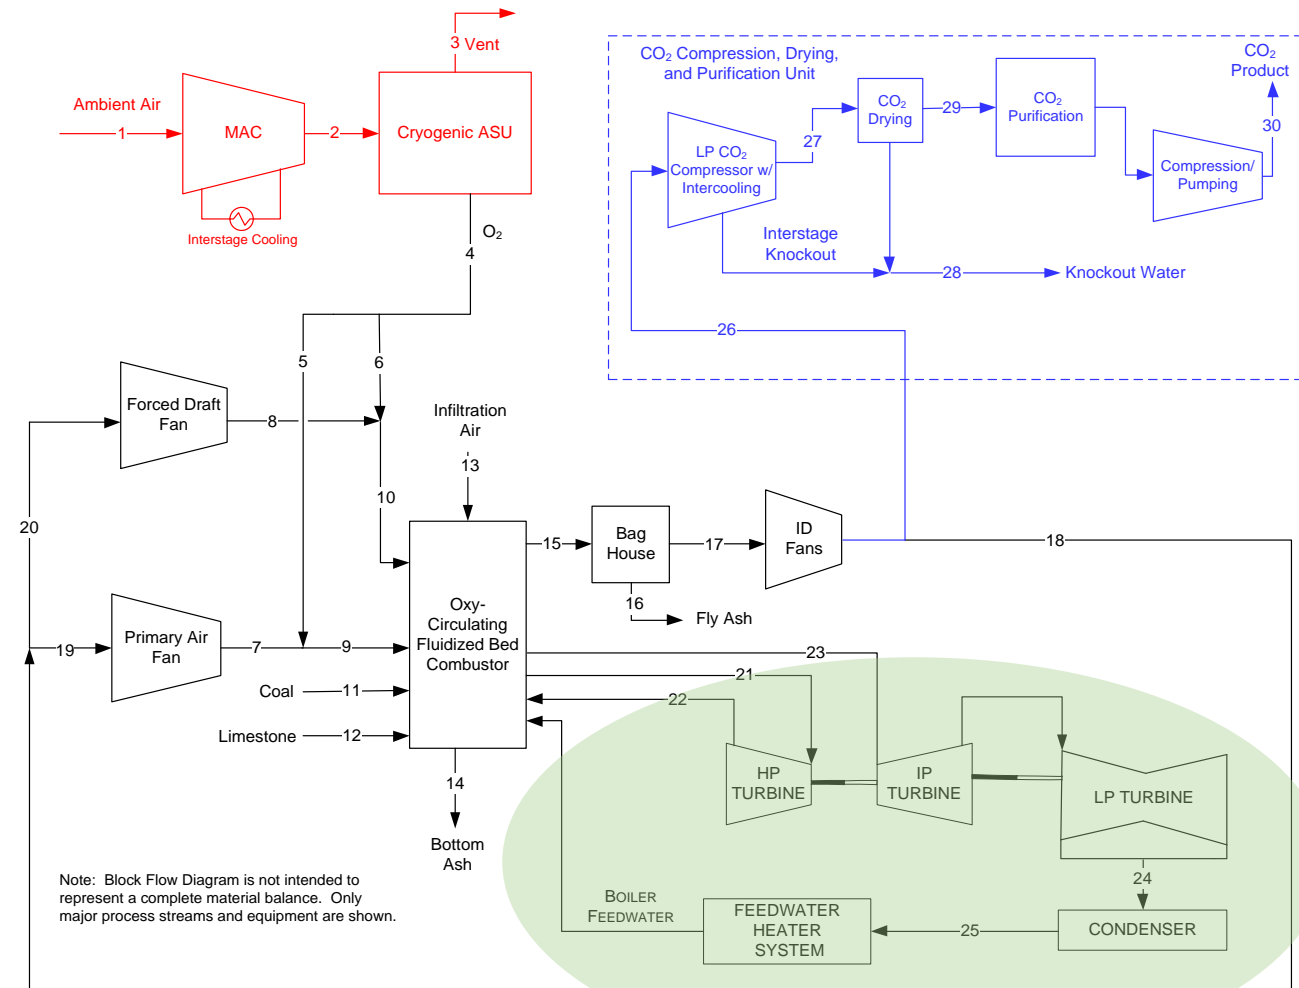 3 Vent
Ambient Air
1
MAC
2
Cryogenic ASU
Interstage Cooling
O₂
4
CO₂ Compression, Drying,
and Purification Unit
CO₂
Product
CO₂
Drying
29
CO₂
Purification
30
27
LP CO₂
Compressor w/
Intercooling
Compression/
Pumping
Interstage
Knockout
28
Knockout Water
26
5
6
Forced Draft
Fan
8
Infiltration
Air
13
10
20
15
Bag
House
17
ID
Fans
18
16
Fly Ash
Oxy-
Circulating
Fluidized Bed
Combustor
19
Primary Air
Fan
7
9
23
21
22
Coal
11
Limestone
12
14
Bottom
Ash
HP
TURBINE
IP
TURBINE
LP TURBINE
24
Note: Block Flow Diagram is not intended to
represent a complete material balance. Only
major process streams and equipment are shown.
BOILER
FEEDWATER
FEEDWATER
HEATER
SYSTEM
25
CONDENSER